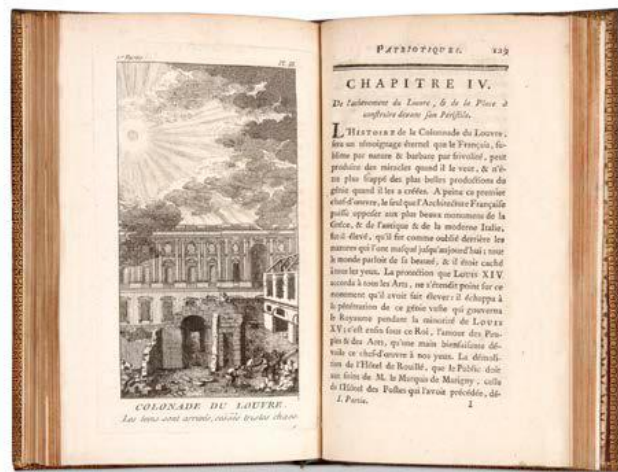 1re Partie.
Pl. II.
COLONADE DU LOUVRE.
Les tems sont arrivés, cessés tristes chaos.
PATRIOTIQUES. 129
CHAPITRE IV.
De l'achevement du Louvre, & de la Place à
construire devant son Péristile.
L'HISTOIRE de la Colonade du Louvre,
sera un témoignage éternel que le François, su-
blime par nature & barbare par frivolité, peut
produire des miracles quand il le veut, & n'ê-
tre plus frappé des plus belles productions du
génie quand il les a créées. A peine ce premier
chef-d'œuvre, le seul que l'Architecture Française
puisse opposer aux plus beaux monumens de la
Grèce, & de l'antique & de la moderne Italie,
fut-il élevé, qu'il fut comme oublié derrière les
masures qui l'ont masqué jusqu'aujourd'hui; tout
le monde parloit de sa beauté, & il étoit caché
à tous les yeux. La protection que LOUIS XIV
accorda à tous les Arts, ne s'étendit point sur ce
monument qu'il avoit fait élever: il échappa à
la pénétration de ce génie vaste qui gouverna
le Royaume pendant la minorité de LOUIS
XV; c'est enfin sous ce Roi, l'amour des Peu-
ples & des Arts, qu'une main bienfaisante dé-
voile ce chef-d'œuvre à nos yeux. La démoli-
tion de l'Hôtel de Rouillé, que le Public doit
aux soins de M. le Marquis de Marigny, celle
de l'Hôtel des Postes qui l'avoit précédée, dé-
I. Partie. I